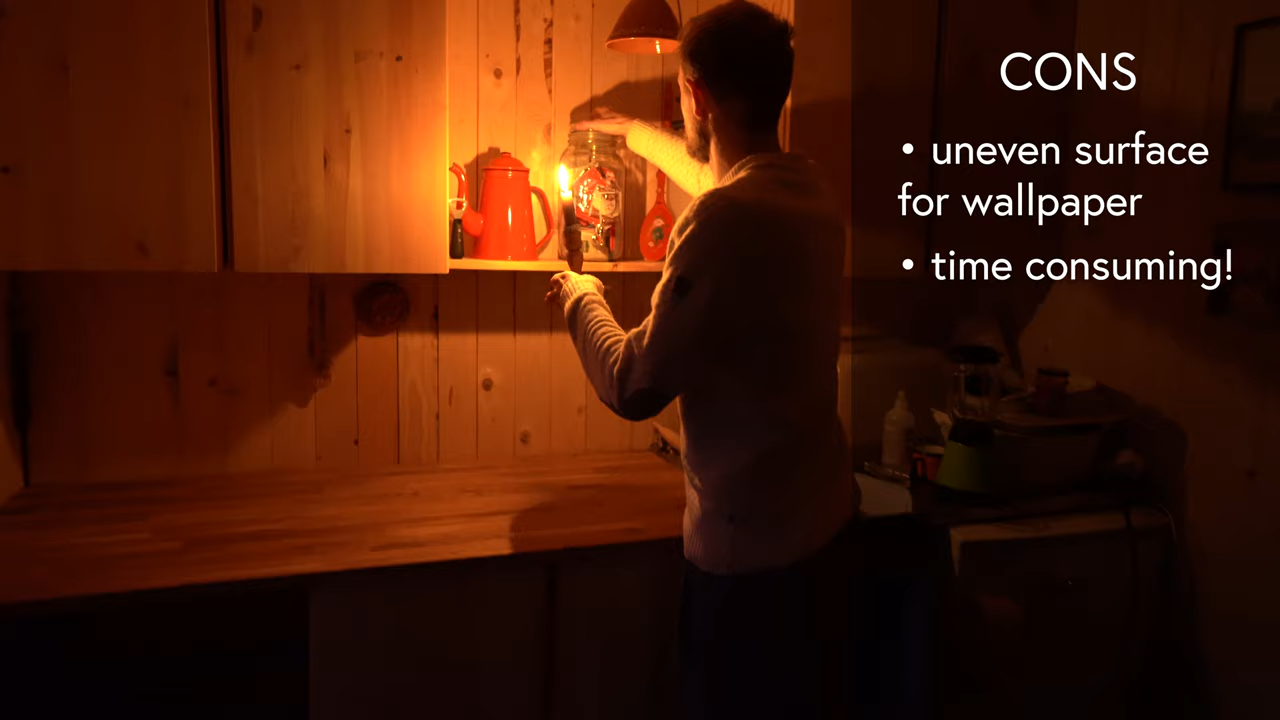 CONS
• uneven surface
for wallpaper
• time consuming!